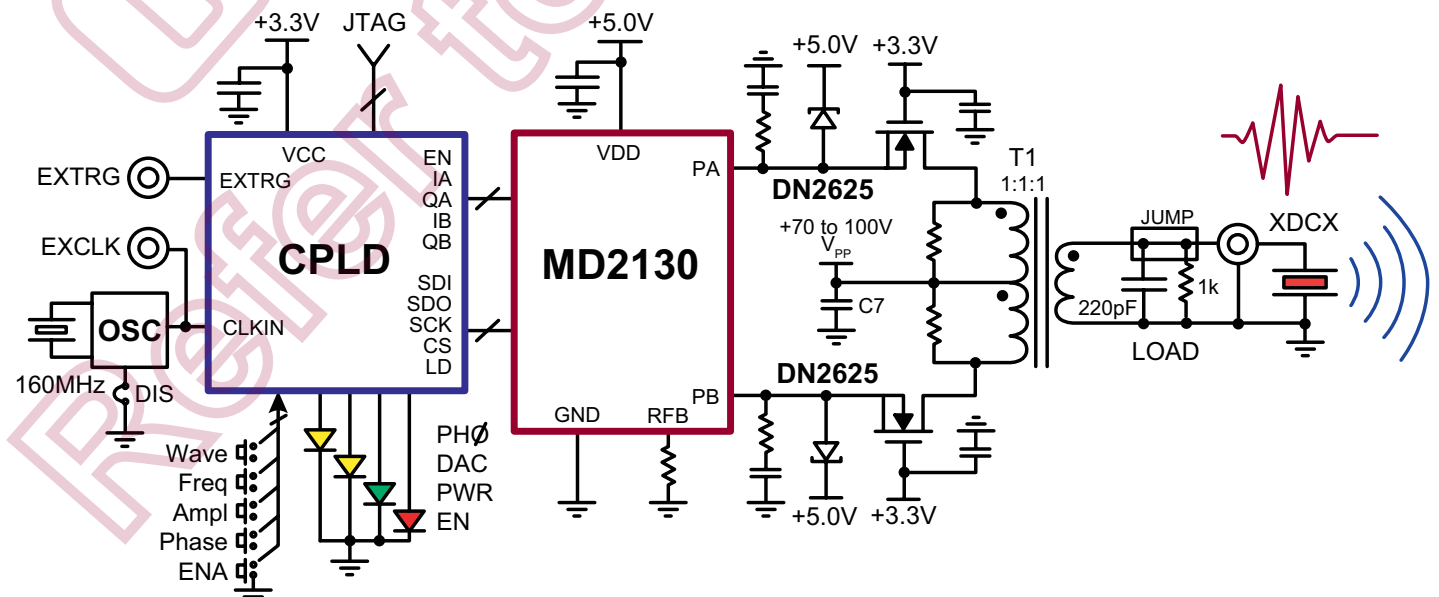 +3.3V
JTAG
+5.0V
+5.0V
+3.3V
VCC
EXTRG
EXTRG
EN
IA
QA
IB
QB
SDI
SDO
SCK
CS
LD
CPLD
EXCLK
OSC
CLKIN
160MHz
DIS
Wave
Freq
Ampl
Phase
ENA
PHØ
DAC
PWR
EN
VDD
PA
MD2130
PB
GND
RFB
DN2625
+70 to 100V
VPP
C7
DN2625
+5.0V
+3.3V
T1
1:1:1
JUMP
XDCX
220pF
1k
LOAD
Refer to